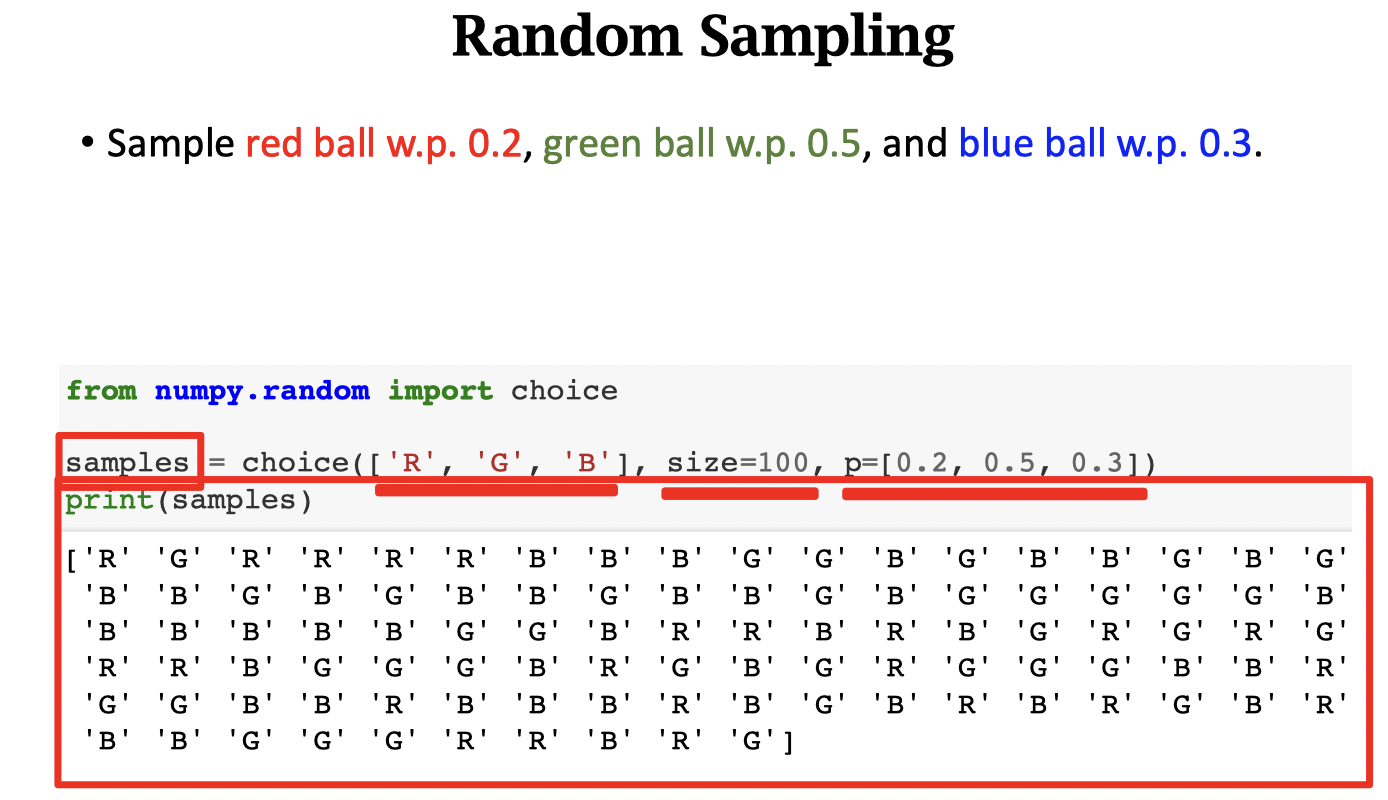 Random Sampling
• Sample red ball w.p. 0.2, green ball w.p. 0.5, and blue ball w.p. 0.3.
from numpy.random import choice
samples = choice(['R', 'G', 'B'], size=100, p=[0.2, 0.5, 0.3])
print(samples)
['R' 'G' 'R' 'R' 'R' 'R' 'B' 'B' 'B' 'G' 'G' 'B' 'G' 'B' 'B' 'G' 'B' 'G'
'B' 'B' 'G' 'B' 'G' 'B' 'B' 'G' 'B' 'B' 'G' 'B' 'G' 'G' 'G' 'G' 'G' 'B'
'B' 'B' 'B' 'B' 'B' 'G' 'G' 'B' 'R' 'R' 'B' 'R' 'B' 'G' 'R' 'G' 'R' 'G'
'R' 'R' 'B' 'G' 'G' 'G' 'B' 'R' 'G' 'B' 'G' 'R' 'G' 'G' 'G' 'B' 'B' 'R'
'G' 'G' 'B' 'B' 'R' 'B' 'B' 'B' 'R' 'B' 'G' 'B' 'R' 'B' 'R' 'G' 'B' 'R'
'B' 'B' 'G' 'G' 'G' 'R' 'R' 'B' 'R' 'G']